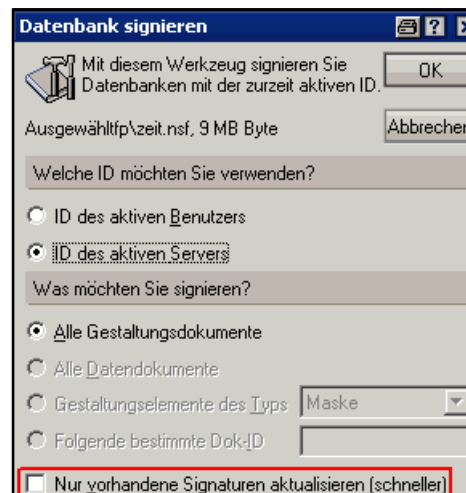 Datenbank signieren
Mit diesem Werkzeug signieren Sie
Datenbanken mit der zurzeit aktiven ID.
OK
Ausgewähltfp\zeit.nsf, 9 MB Byte
Abbrechen
Welche ID möchten Sie verwenden?
ID des aktiven Benutzers
ID des aktiven Servers
Was möchten Sie signieren?
Alle Gestaltungsdokumente
Alle Datendokumente
Gestaltungselemente des Typs Maske
Folgende bestimmte Dok-ID
Nur vorhandene Signaturen aktualisieren (schneller)